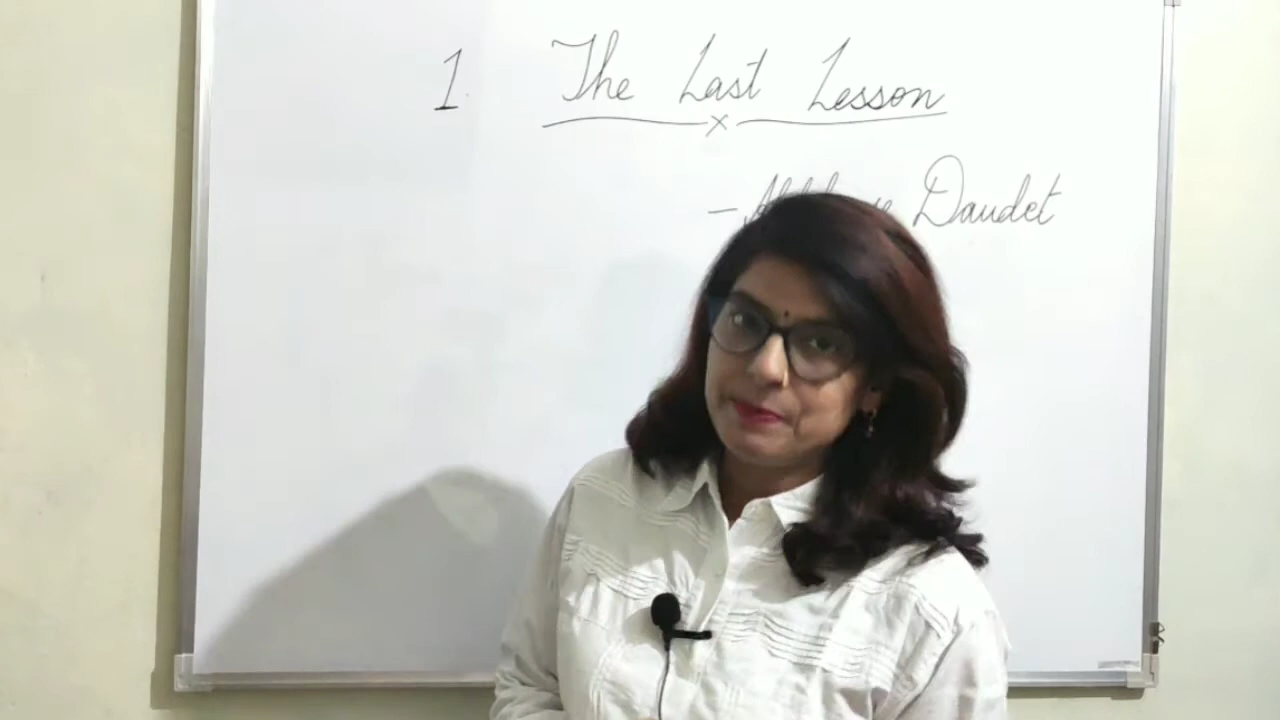 1. The Last Lesson
– Daudet